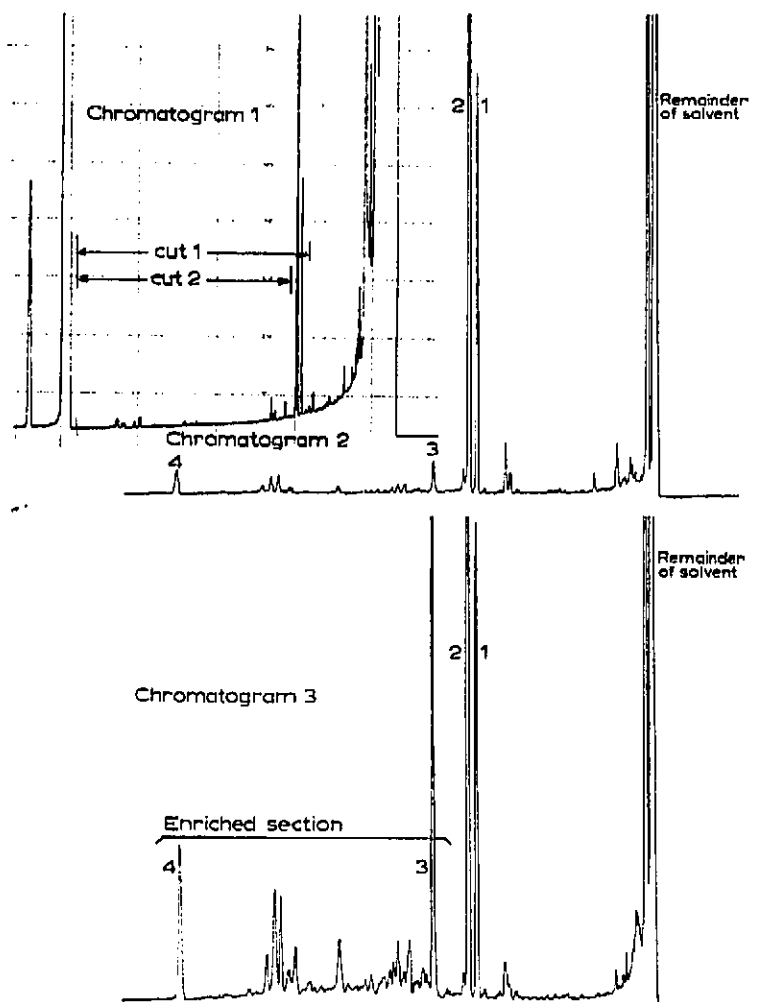 Chromatogram 1
cut 1
cut 2
2 1
Remainder
of solvent
Chromatogram 2
4
3
Remainder
of solvent
2 1
Chromatogram 3
Enriched section
4
3